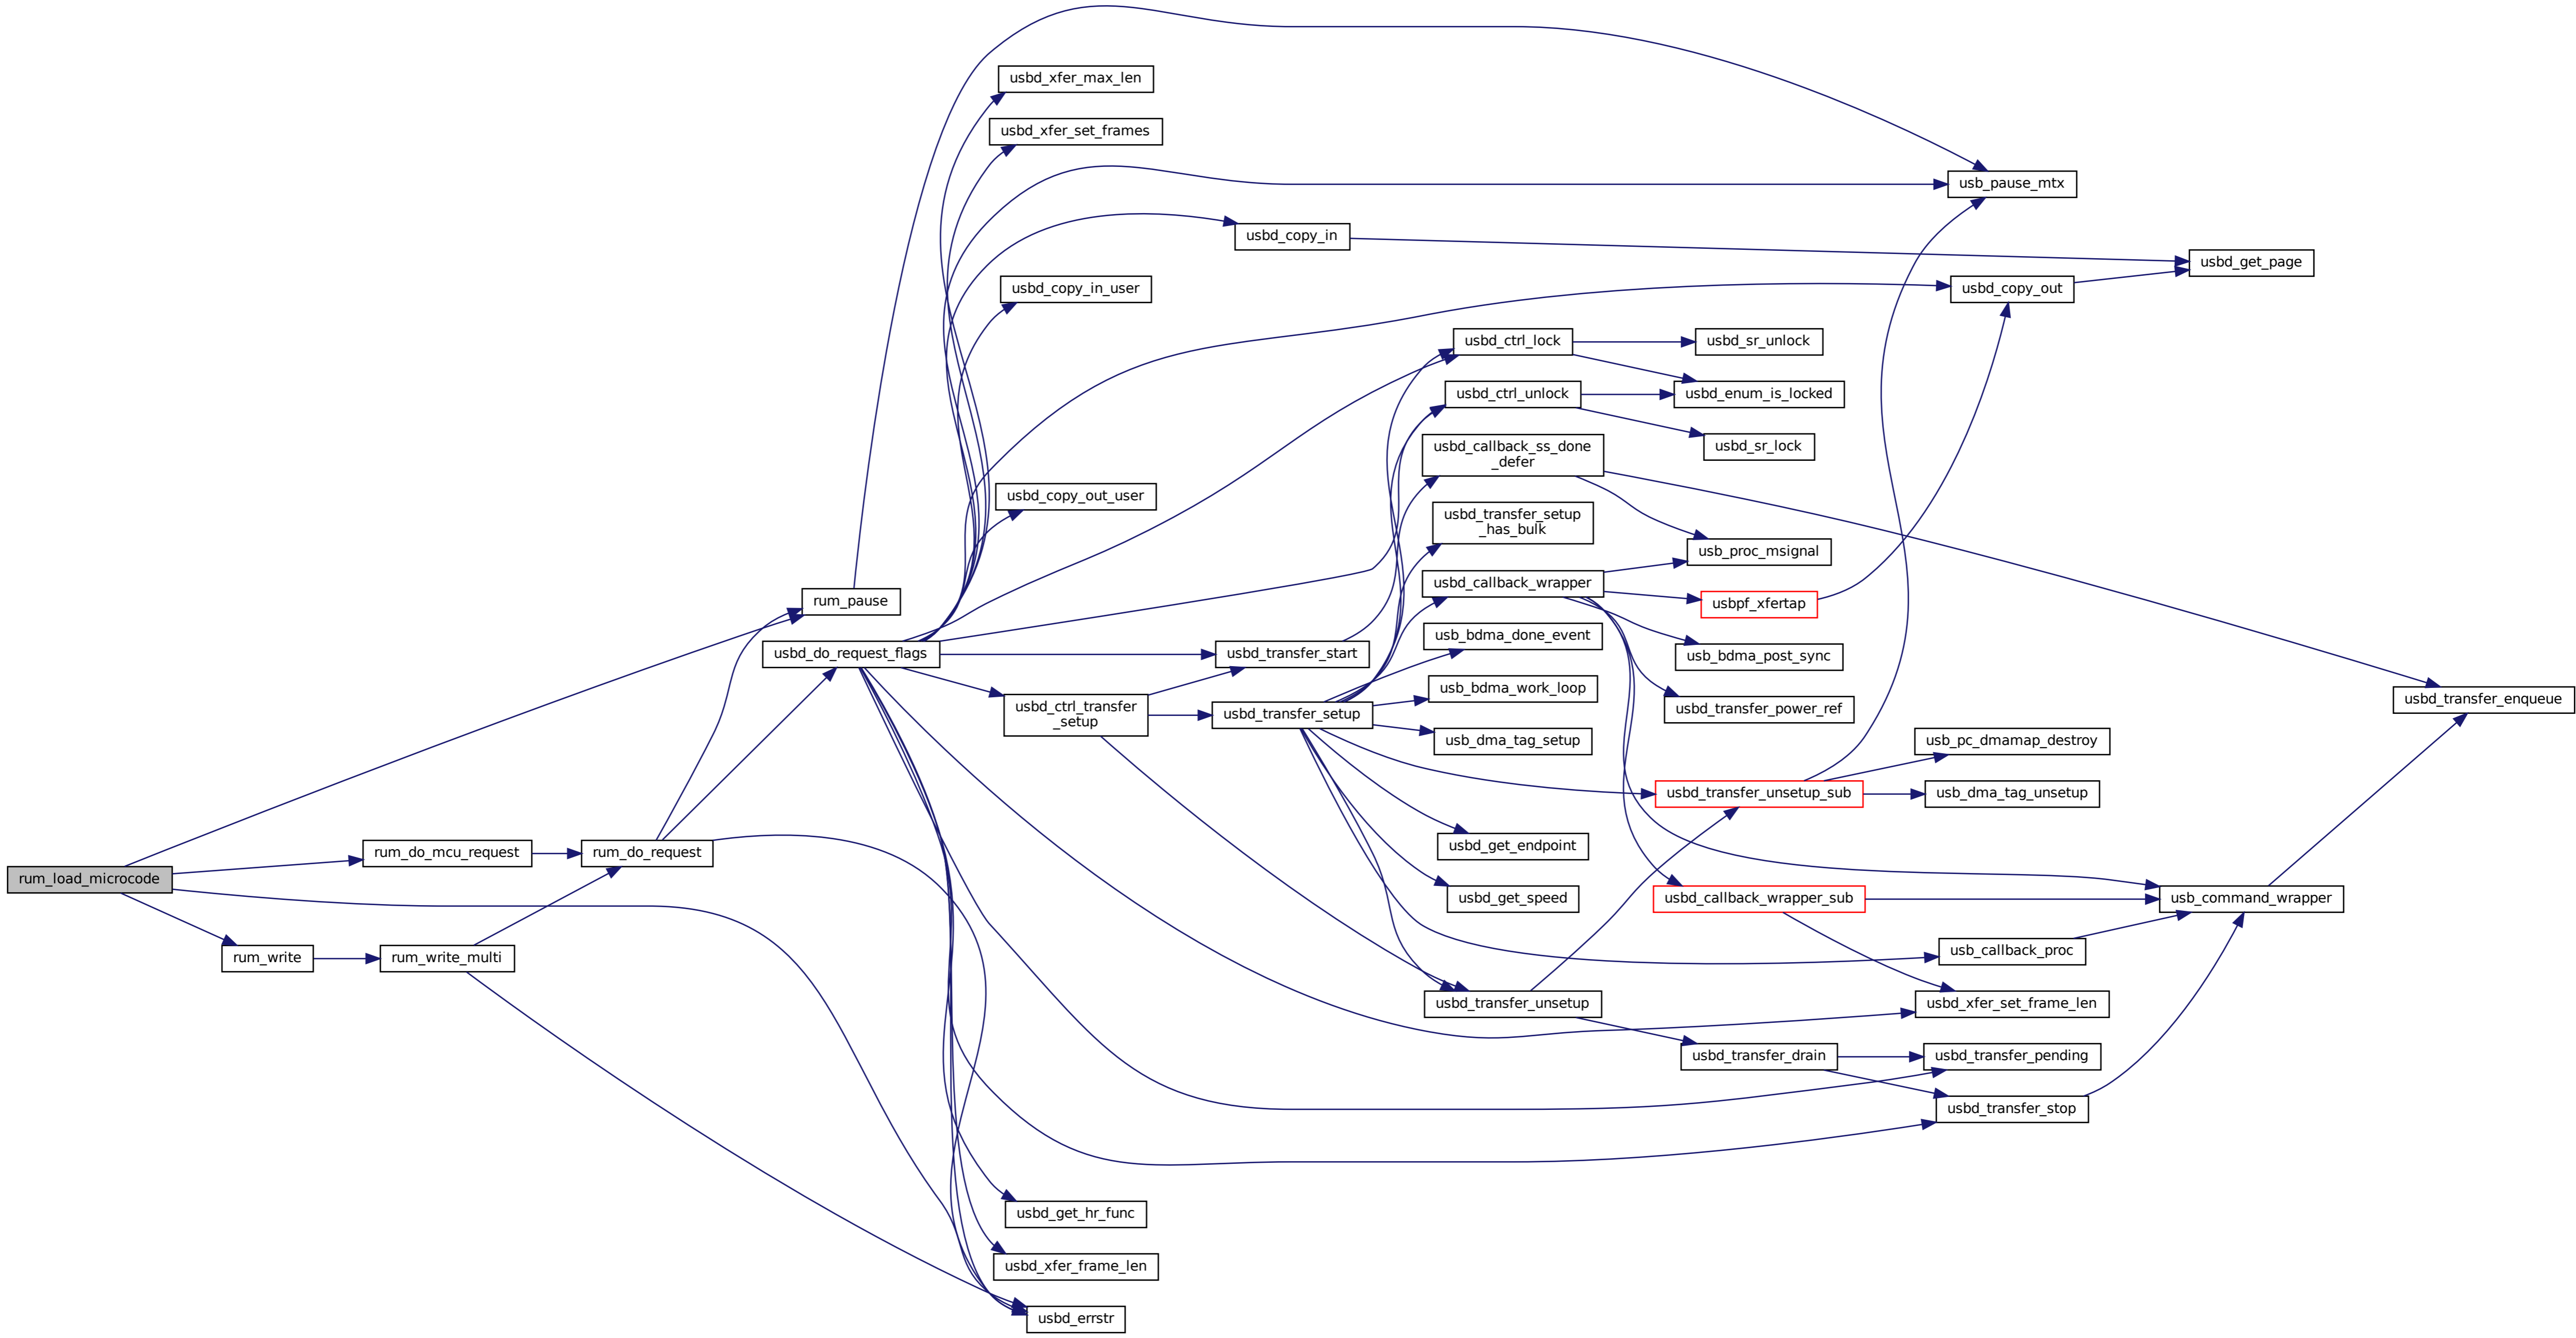 usbd_xfer_max_len
usbd_xfer_set_frames
usb_pause_mtx
usbd_copy_in
usbd_get_page
usbd_copy_in_user
usbd_copy_out
usbd_ctrl_lock
usbd_sr_unlock
usbd_ctrl_unlock
usbd_enum_is_locked
usbd_sr_lock
usbd_callback_ss_done
_defer
usbd_copy_out_user
usbd_transfer_setup
_has_bulk
usb_proc_msignal
usbd_callback_wrapper
rum_pause
usbpf_xfertap
usb_bdma_done_event
usbd_do_request_flags
usbd_transfer_start
usb_bdma_post_sync
usb_bdma_work_loop
usbd_transfer_enqueue
usbd_ctrl_transfer
_setup
usbd_transfer_setup
usbd_transfer_power_ref
usb_dma_tag_setup
usb_pc_dmamap_destroy
usbd_transfer_unsetup_sub
usb_dma_tag_unsetup
rum_do_mcu_request
rum_do_request
usbd_get_endpoint
rum_load_microcode
usbd_get_speed
usbd_callback_wrapper_sub
usb_command_wrapper
rum_write
rum_write_multi
usb_callback_proc
usbd_transfer_unsetup
usbd_xfer_set_frame_len
usbd_transfer_drain
usbd_transfer_pending
usbd_transfer_stop
usbd_get_hr_func
usbd_xfer_frame_len
usbd_errstr